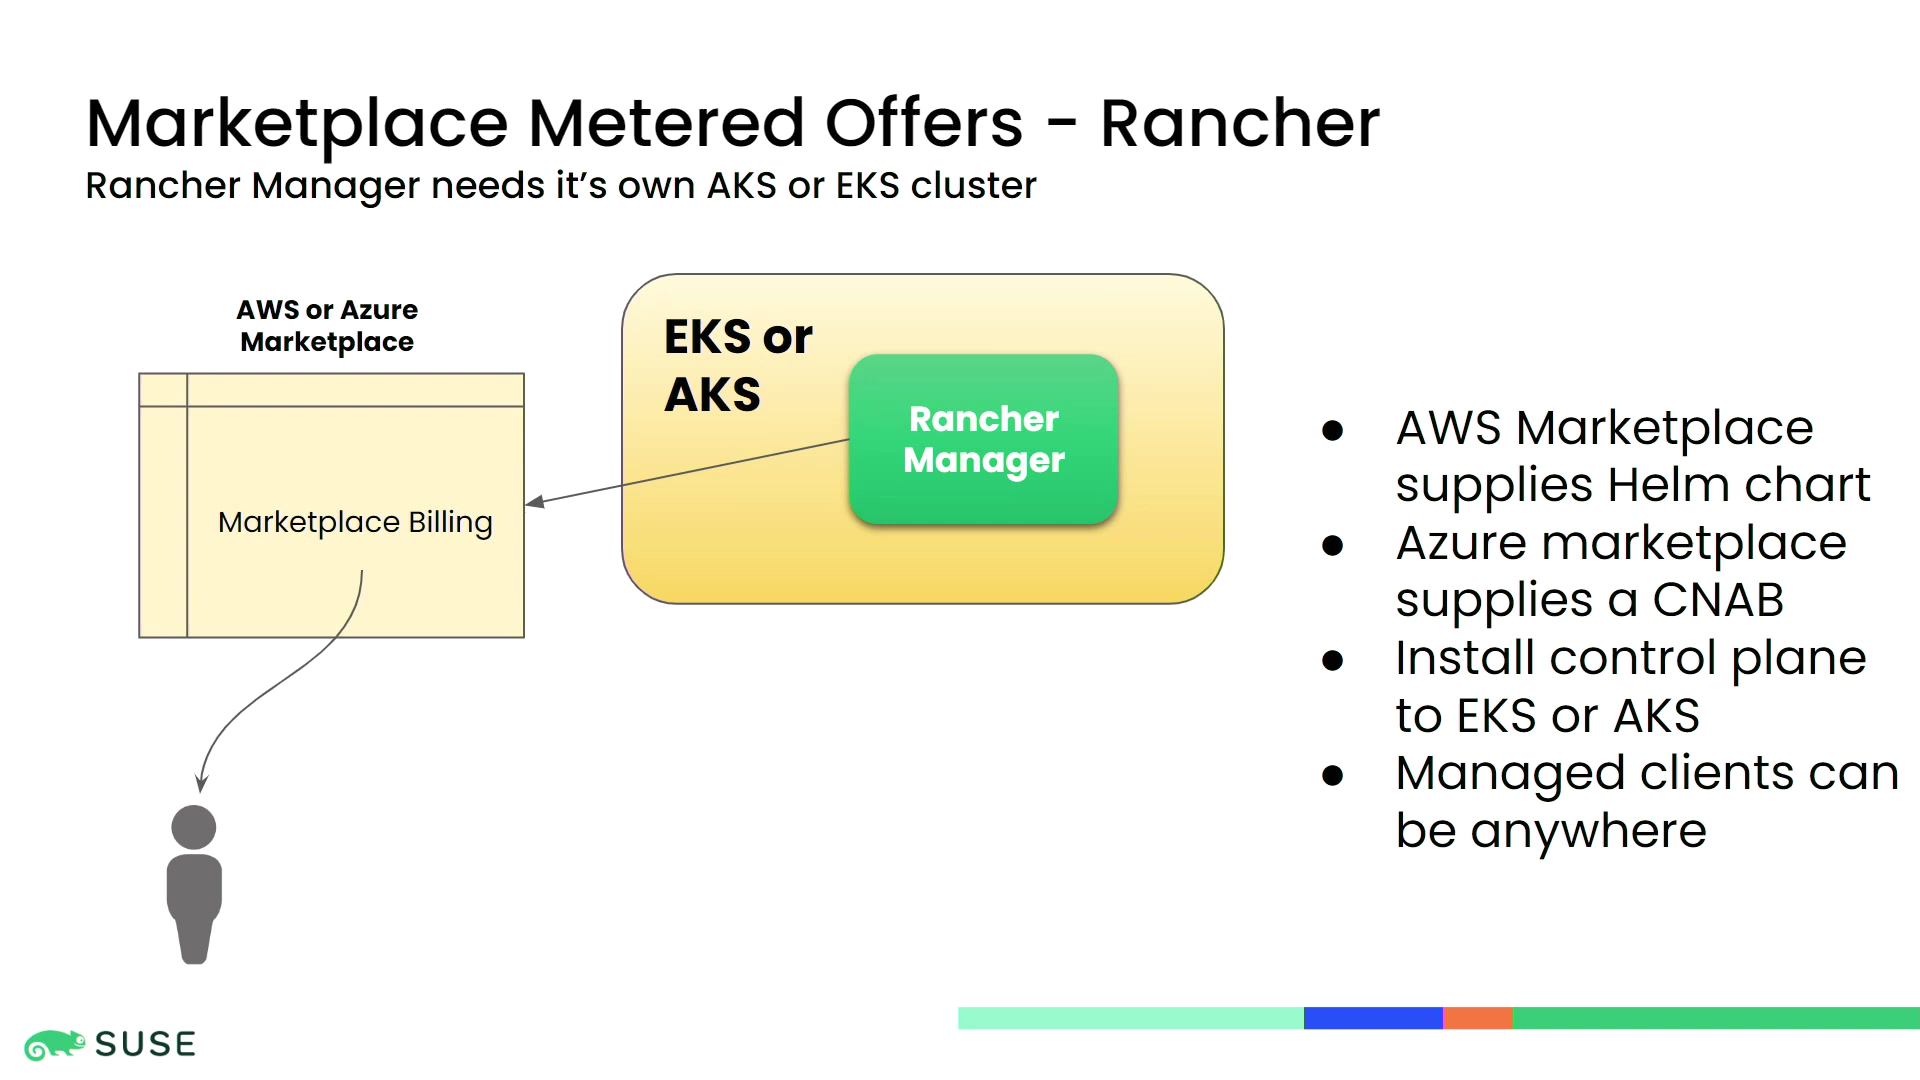 Marketplace Metered Offers - Rancher
Rancher Manager needs it’s own AKS or EKS cluster
AWS or Azure
Marketplace
Marketplace Billing
EKS or
AKS
Rancher
Manager
● AWS Marketplace
supplies Helm chart
● Azure marketplace
supplies a CNAB
● Install control plane
to EKS or AKS
● Managed clients can
be anywhere
SUSE